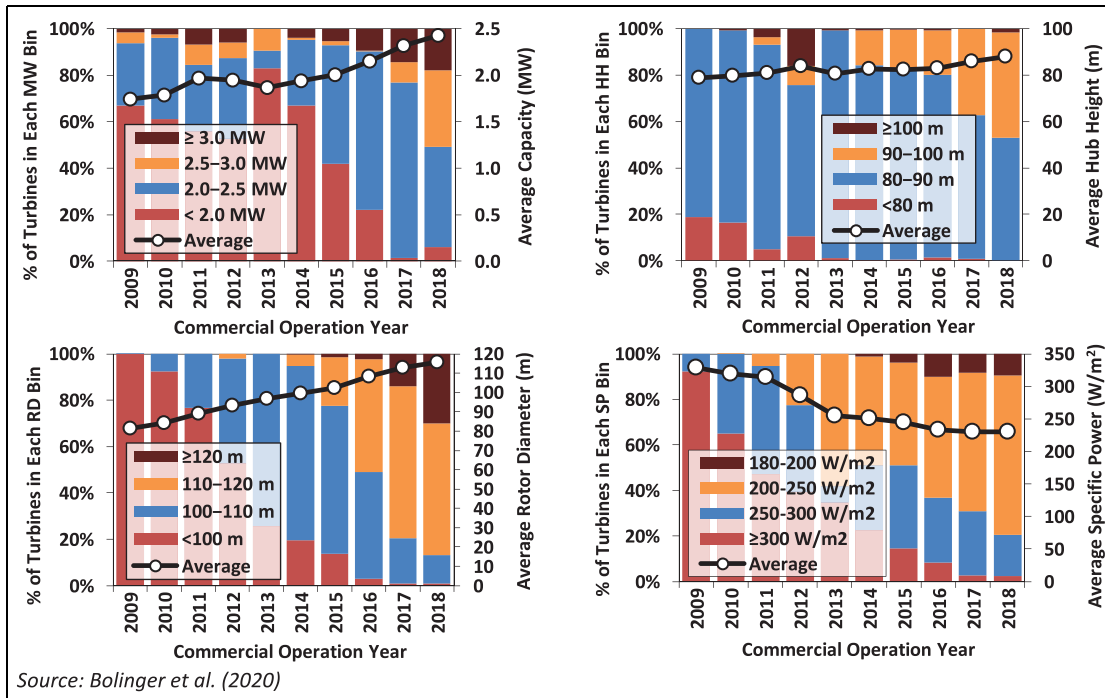 % of Turbines in Each MW Bin
100%
80%
60%
40%
20%
0%
≥ 3.0 MW
2.5–3.0 MW
2.0–2.5 MW
< 2.0 MW
Average
2.5
2.0
1.5
1.0
0.5
0.0
Average Capacity (MW)
2009
2010
2011
2012
2013
2014
2015
2016
2017
2018
Commercial Operation Year
% of Turbines in Each HH Bin
100%
80%
60%
40%
20%
0%
≥100 m
90–100 m
80–90 m
<80 m
Average
100
80
60
40
20
0
Average Hub Height (m)
2009
2010
2011
2012
2013
2014
2015
2016
2017
2018
Commercial Operation Year
% of Turbines in Each RD Bin
100%
80%
60%
40%
20%
0%
≥120 m
110–120 m
100–110 m
<100 m
Average
120
110
100
90
80
70
60
50
40
30
20
10
0
Average Rotor Diameter (m)
2009
2010
2011
2012
2013
2014
2015
2016
2017
2018
Commercial Operation Year
% of Turbines in Each SP Bin
100%
80%
60%
40%
20%
0%
180-200 W/m2
200-250 W/m2
250-300 W/m2
≥300 W/m2
Average
350
300
250
200
150
100
50
0
Average Specific Power (W/m²)
2009
2010
2011
2012
2013
2014
2015
2016
2017
2018
Commercial Operation Year
Source: Bolinger et al. (2020)